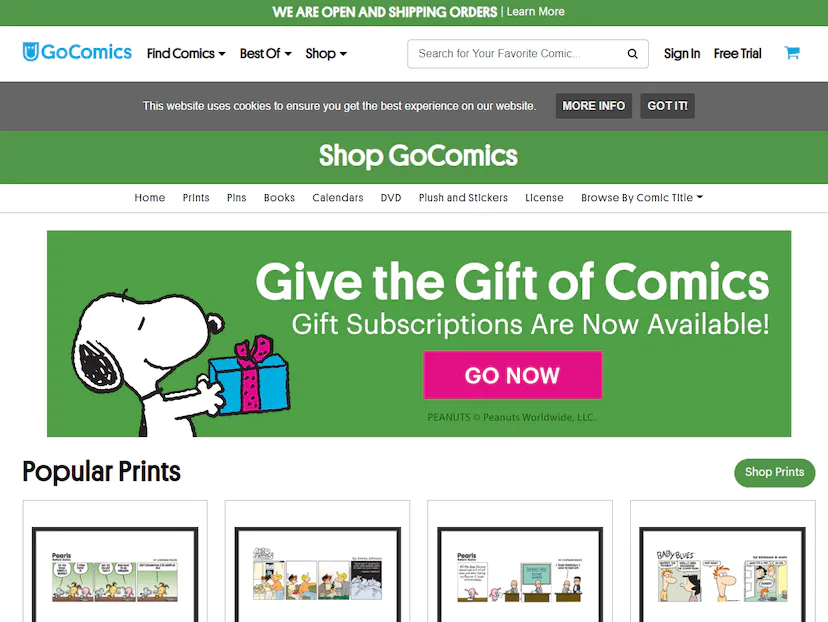 WE ARE OPEN AND SHIPPING ORDERS | Learn More
GoComics Find Comics Best Of Shop Search for Your Favorite Comic... Sign In Free Trial
This website uses cookies to ensure you get the best experience on our website. MORE INFO GOT IT!
Shop GoComics
Home Prints Pins Books Calendars DVD Plush and Stickers License Browse By Comic Title
Give the Gift of Comics
Gift Subscriptions Are Now Available!
GO NOW
PEANUTS © Peanuts Worldwide, LLC.
Popular Prints Shop Prints
Pearls Pearls BABY BLUES